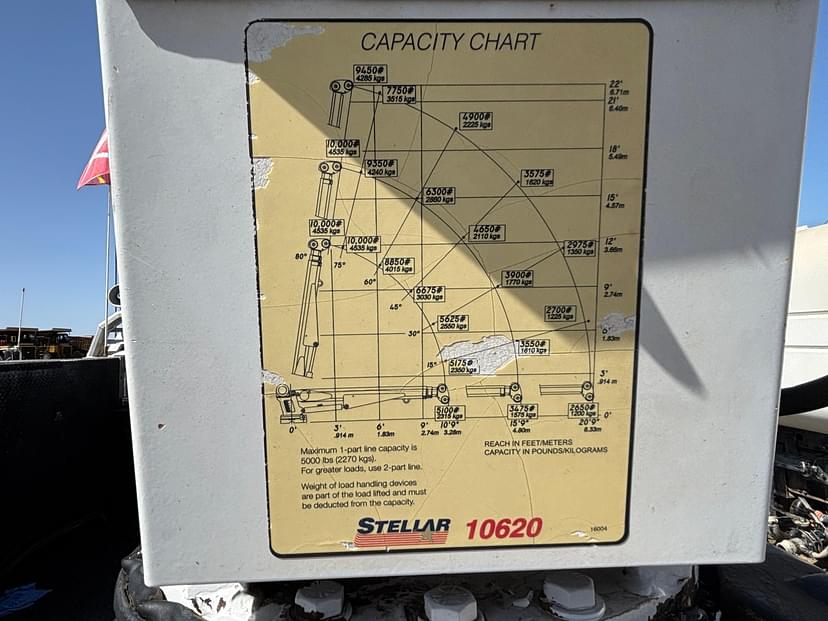 CAPACITY CHART
9450#
4285 kgs
7750#
3515 kgs
22'
6.71m
21'
6.40m
4900#
2225 kgs
10,000#
4535 kgs
18'
5.49m
9350#
4240 kgs
3575#
1620 kgs
6300#
2860 kgs
15'
4.57m
10,000#
4535 kgs
4650#
2110 kgs
10,000#
4535 kgs
12'
3.66m
2975#
1350 kgs
80°
75°
8850#
4015 kgs
60°
3900#
1770 kgs
9'
2.74m
6675#
3030 kgs
45°
2700#
1225 kgs
5625#
2550 kgs
30°
6'
1.83m
3550#
1610 kgs
15°
5175#
2350 kgs
3'
.914 m
5100
2315 kgs
3475#
1575 kgs
2650#
1200 kgs
0'
0'
3'
.914 m
6'
1.83m
9'
2.74m
10'9"
3.28m
15'9"
4.80m
20'9"
6.33m
Maximum 1-part line capacity is
5000 lbs (2270 kgs).
For greater loads, use 2-part line.
REACH IN FEET/METERS
CAPACITY IN POUNDS/KILOGRAMS
Weight of load handling devices
are part of the load lifted and must
be deducted from the capacity.
STELLAR 10620
16004